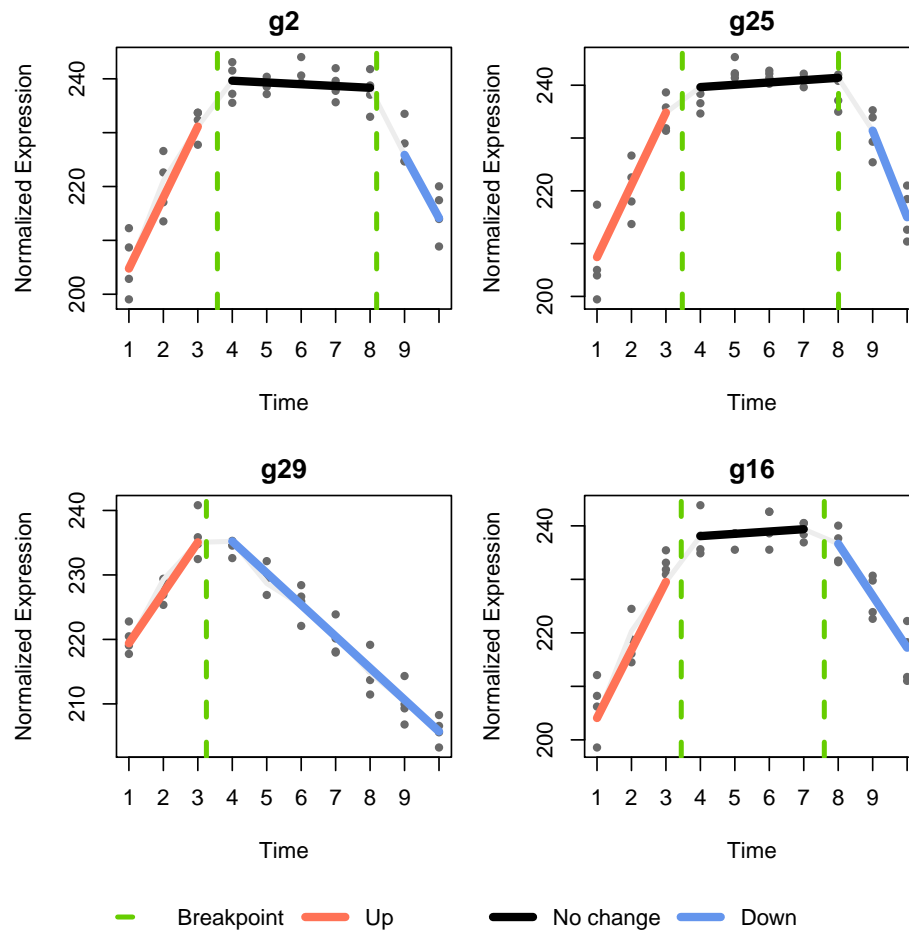 g2
Normalized Expression
240
220
200
1 2 3 4 5 6 7 8 9
Time
g25
Normalized Expression
240
220
200
1 2 3 4 5 6 7 8 9
Time
g29
Normalized Expression
240
230
220
210
1 2 3 4 5 6 7 8 9
Time
g16
Normalized Expression
240
220
200
1 2 3 4 5 6 7 8 9
Time
Breakpoint Up No change Down